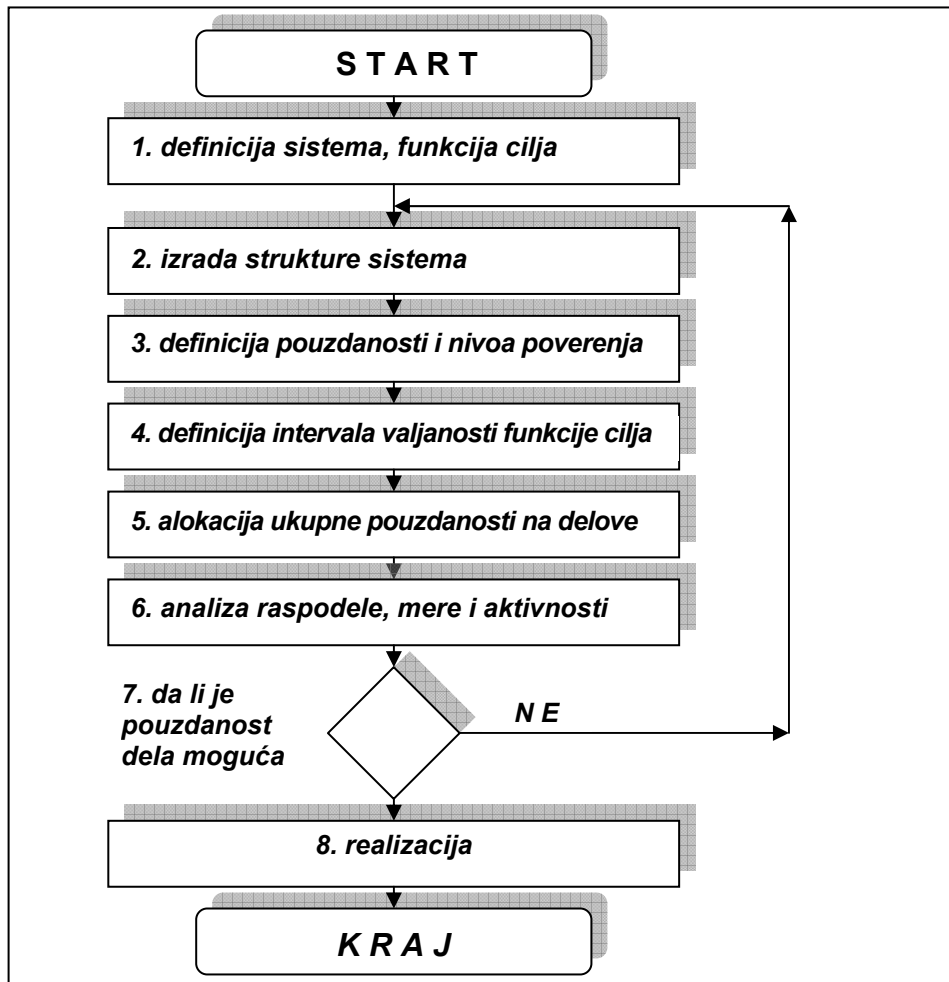 S T A R T
1. definicija sistema, funkcija cilja
2. izrada strukture sistema
3. definicija pouzdanosti i nivoa poverenja
4. definicija intervala valjanosti funkcije cilja
5. alokacija ukupne pouzdanosti na delove
6. analiza raspodele, mere i aktivnosti
7. da li je
pouzdanost
dela moguća
N E
8. realizacija
K R A J